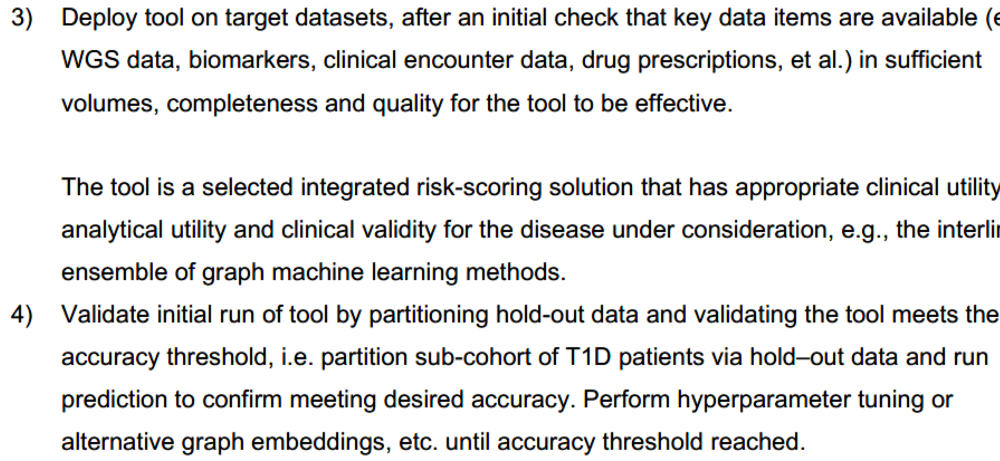 3) Deploy tool on target datasets, after an initial check that key data items are available (e
WGS data, biomarkers, clinical encounter data, drug prescriptions, et al.) in sufficient
volumes, completeness and quality for the tool to be effective.
The tool is a selected integrated risk-scoring solution that has appropriate clinical utility
analytical utility and clinical validity for the disease under consideration, e.g., the
ensemble of graph machine learning methods.
4) Validate initial run of tool by partitioning hold-out data and validating the tool meets the
accuracy threshold, i.e. partition sub-cohort of T1D patients via hold–out data and run
prediction to confirm meeting desired accuracy. Perform hyperparameter tuning or
alternative graph embeddings, etc. until accuracy threshold reached.